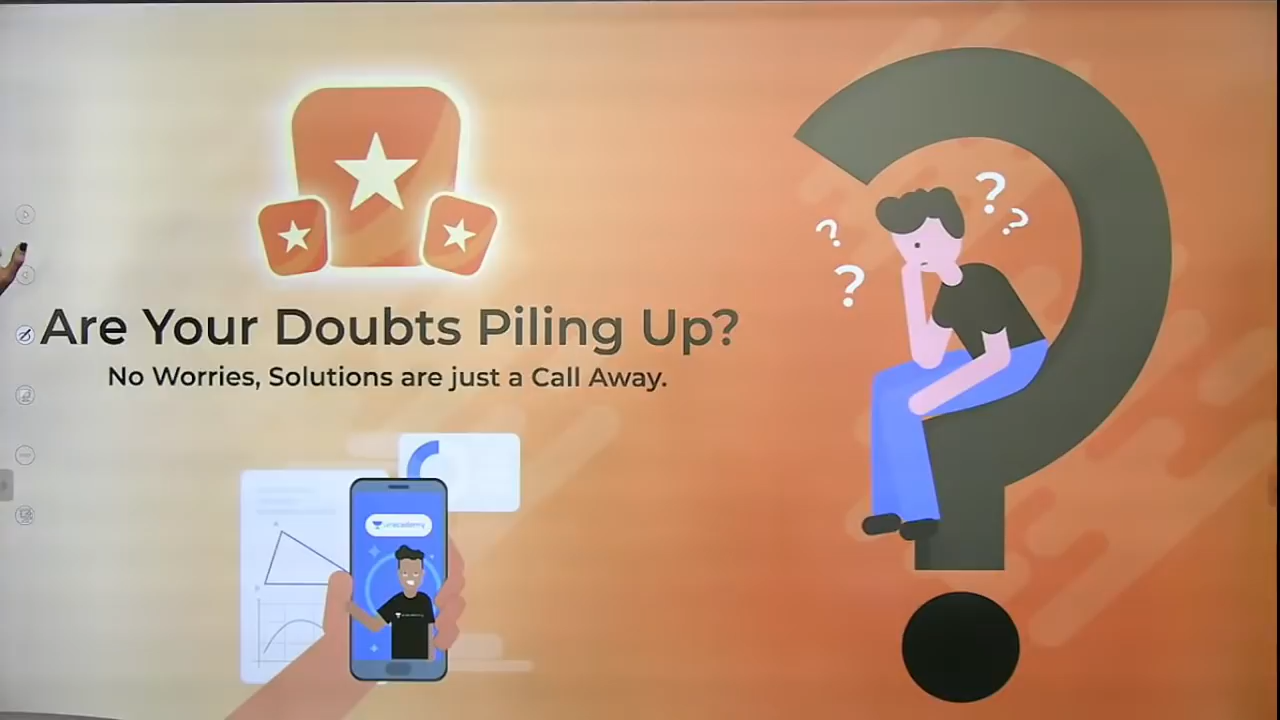 Are Your Doubts Piling Up?
No Worries, Solutions are just a Call Away.
unacademy